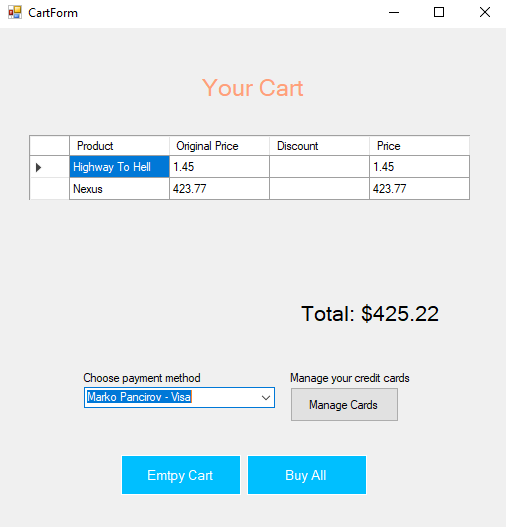 CartForm
Your Cart
Product Original Price Discount Price
Highway To Hell 1.45 1.45
Nexus 423.77 423.77
Total: $425.22
Choose payment method Manage your credit cards
Marko Pancirov - Visa Manage Cards
Emtpy Cart Buy All